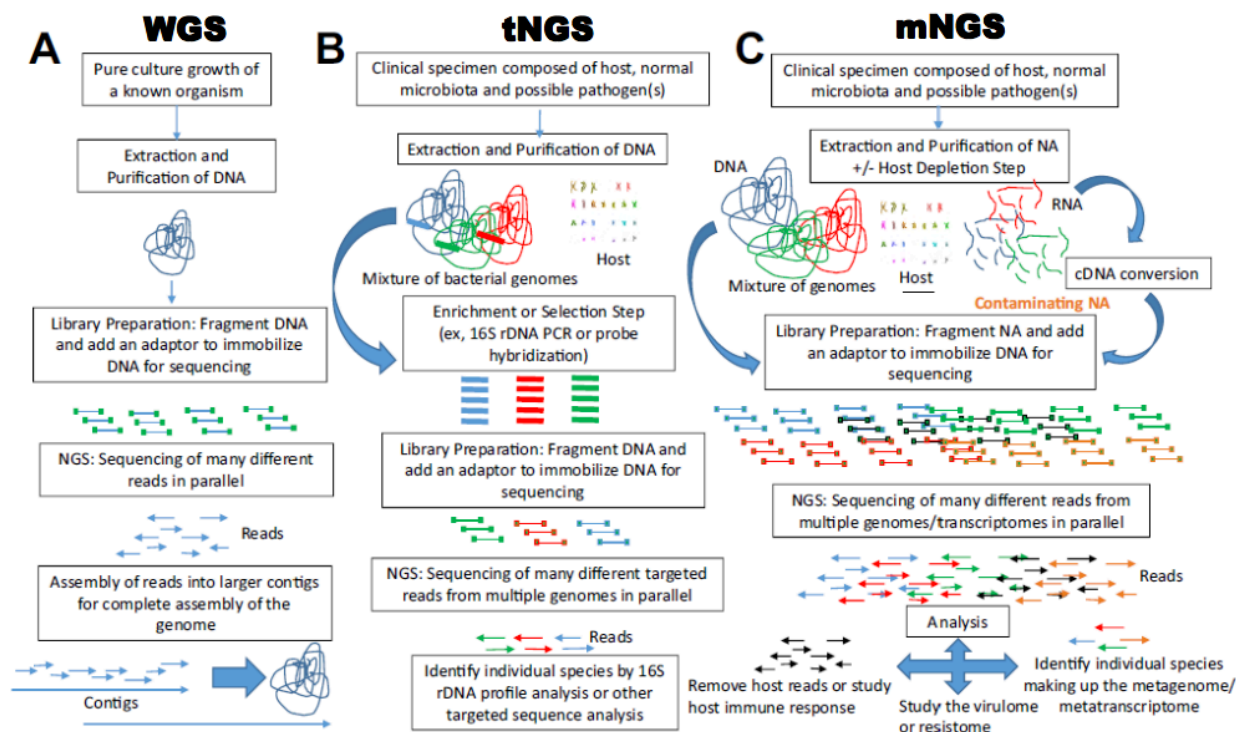 A
WGS
Pure culture growth of
a known organism
Extraction and
Purification of DNA
Library Preparation: Fragment DNA
and add an adaptor to immobilize
DNA for sequencing
NGS: Sequencing of many different
reads in parallel
Reads
Assembly of reads into larger contigs
for complete assembly of the
genome
Contigs
B
tNGS
Clinical specimen composed of host, normal
microbiota and possible pathogen(s)
Extraction and Purification of DNA
Host
Mixture of bacterial genomes
Enrichment or Selection Step
(ex, 16S rDNA PCR or probe
hybridization)
Library Preparation: Fragment DNA and
add an adaptor to immobilize DNA for
sequencing
NGS: Sequencing of many different targeted
reads from multiple genomes in parallel
Reads
Identify individual species by 16S
rDNA profile analysis or other
targeted sequence analysis
C
mNGS
Clinical specimen composed of host, normal
microbiota and possible pathogen(s)
Extraction and Purification of NA
+/- Host Depletion Step
DNA
RNA
Host
Mixture of genomes
cDNA conversion
Contaminating NA
Library Preparation: Fragment NA and add
an adaptor to immobilize DNA for
sequencing
NGS: Sequencing of many different reads from
multiple genomes/transcriptomes in parallel
Reads
Analysis
Remove host reads or study
host immune response
Study the virulome
or resistome
Identify individual species
making up the metagenome/
metatranscriptome